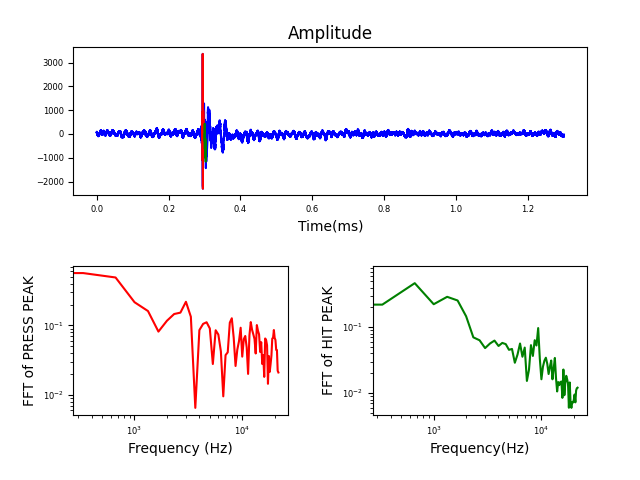 Amplitude
3000
2000
1000
0
−1000
−2000
0.0 0.2 0.4 0.6 0.8 1.0 1.2
Time(ms)
FFT of PRESS PEAK
10⁻¹
10⁻²
10³ 10⁴
Frequency (Hz)
FFT of HIT PEAK
10⁻¹
10⁻²
10³ 10⁴
Frequency(Hz)